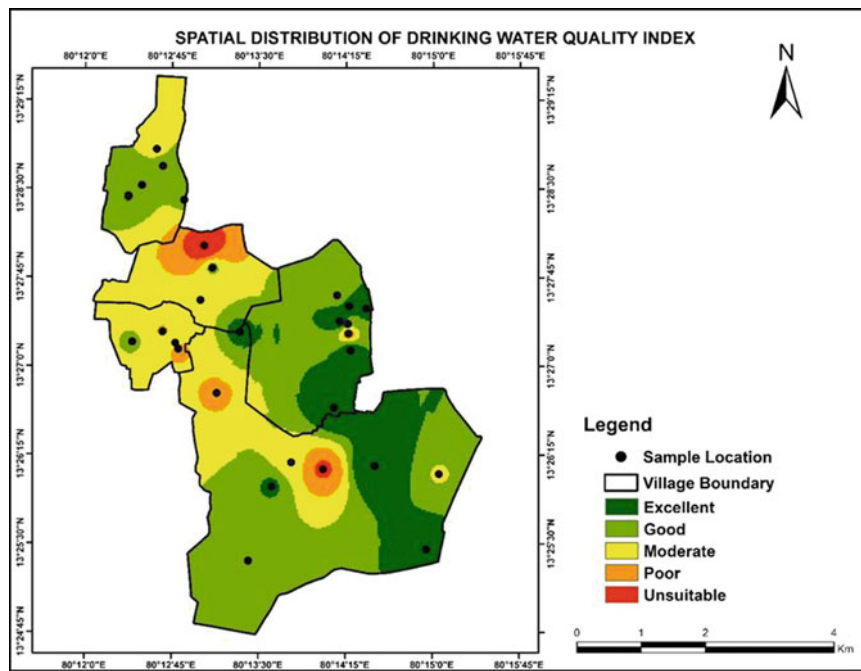 SPATIAL DISTRIBUTION OF DRINKING WATER QUALITY INDEX
80°12'0"E 80°12'45"E 80°13'30"E 80°14'15"E 80°15'0"E 80°15'45"E
N
13°29'15"N 13°29'15"N
13°28'30"N 13°28'30"N
13°27'45"N 13°27'45"N
13°27'0"N 13°27'0"N
13°26'15"N 13°26'15"N
13°25'30"N 13°25'30"N
13°24'45"N 13°24'45"N
Legend
Sample Location
Village Boundary
Excellent
Good
Moderate
Poor
Unsuitable
0 1 2 4
Km
80°12'0"E 80°12'45"E 80°13'30"E 80°14'15"E 80°15'0"E 80°15'45"E